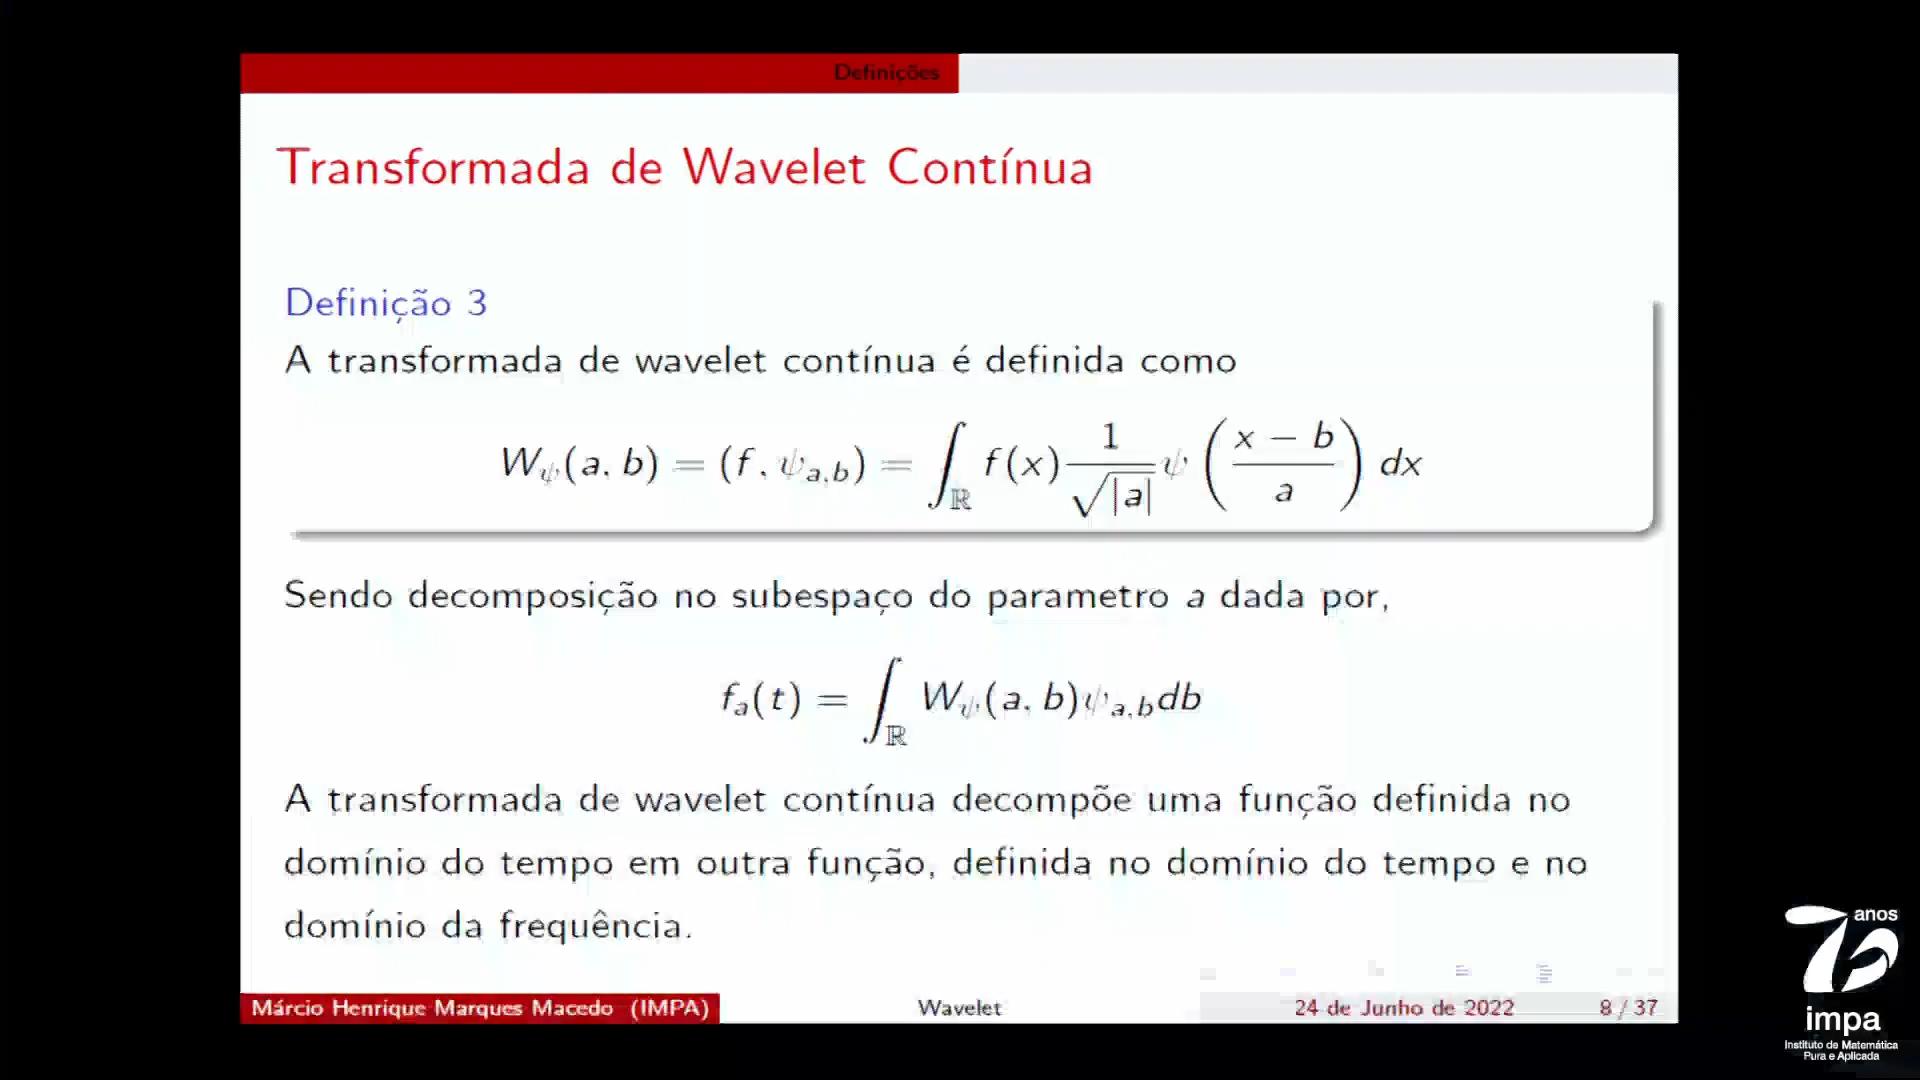 Definições
Transformada de Wavelet Contínua
Definição 3
A transformada de wavelet contínua é definida como
W_ψ(a, b) = (f, ψ_{a,b}) = ∫_ℝ f(x) 1/√|a| ψ((x − b)/a) dx
Sendo decomposição no subespaço do parametro a dada por,
f_a(t) = ∫_ℝ W_ψ(a, b)ψ_{a,b}db
A transformada de wavelet contínua decompõe uma função definida no
domínio do tempo em outra função, definida no domínio do tempo e no
domínio da frequência.
Márcio Henrique Marques Macedo (IMPA) Wavelet 24 de Junho de 2022 8 / 37
70 anos
impa
Instituto de Matemática
Pura e Aplicada